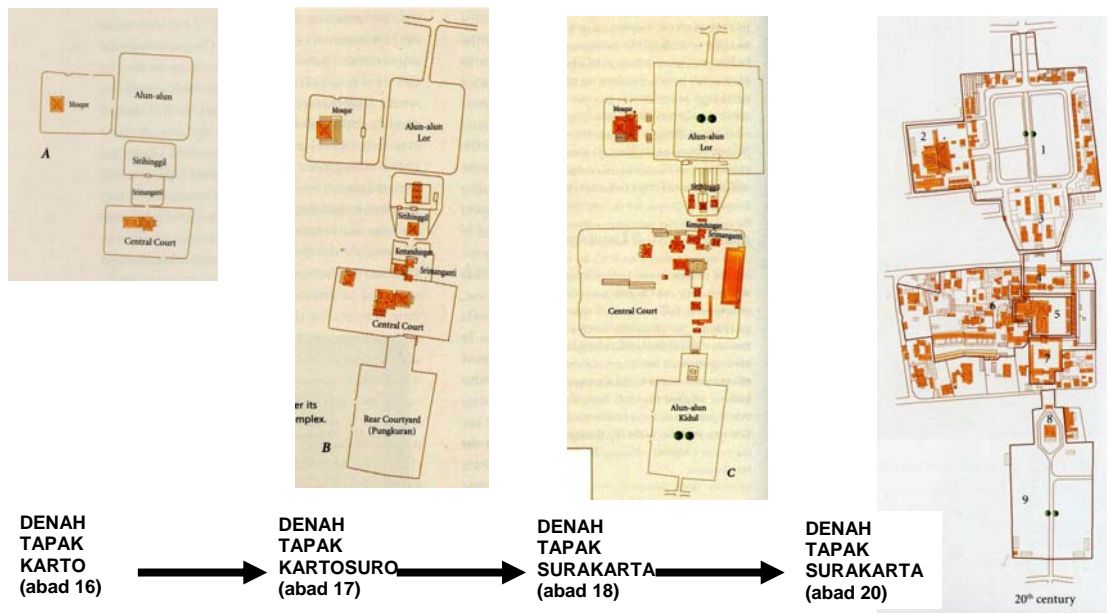 Mosque
Alun-alun
A
Sitihinggil
Srimanganti
Central Court
Mosque
Alun-alun
Lor
Sitihinggil
Kemandungan
Srimanganti
Central Court
er its
mplex.
Rear Courtyard
(Pungkuran)
B
Mosque
Alun-alun
Lor
Sitihinggil
Kemandungan
Srimanganti
Central Court
Alun-alun
Kidul
C
2
1
3
4
5
6
7
8
9
20th century
DENAH
TAPAK
KARTO
(abad 16)
DENAH
TAPAK
KARTOSURO
(abad 17)
DENAH
TAPAK
SURAKARTA
(abad 18)
DENAH
TAPAK
SURAKARTA
(abad 20)